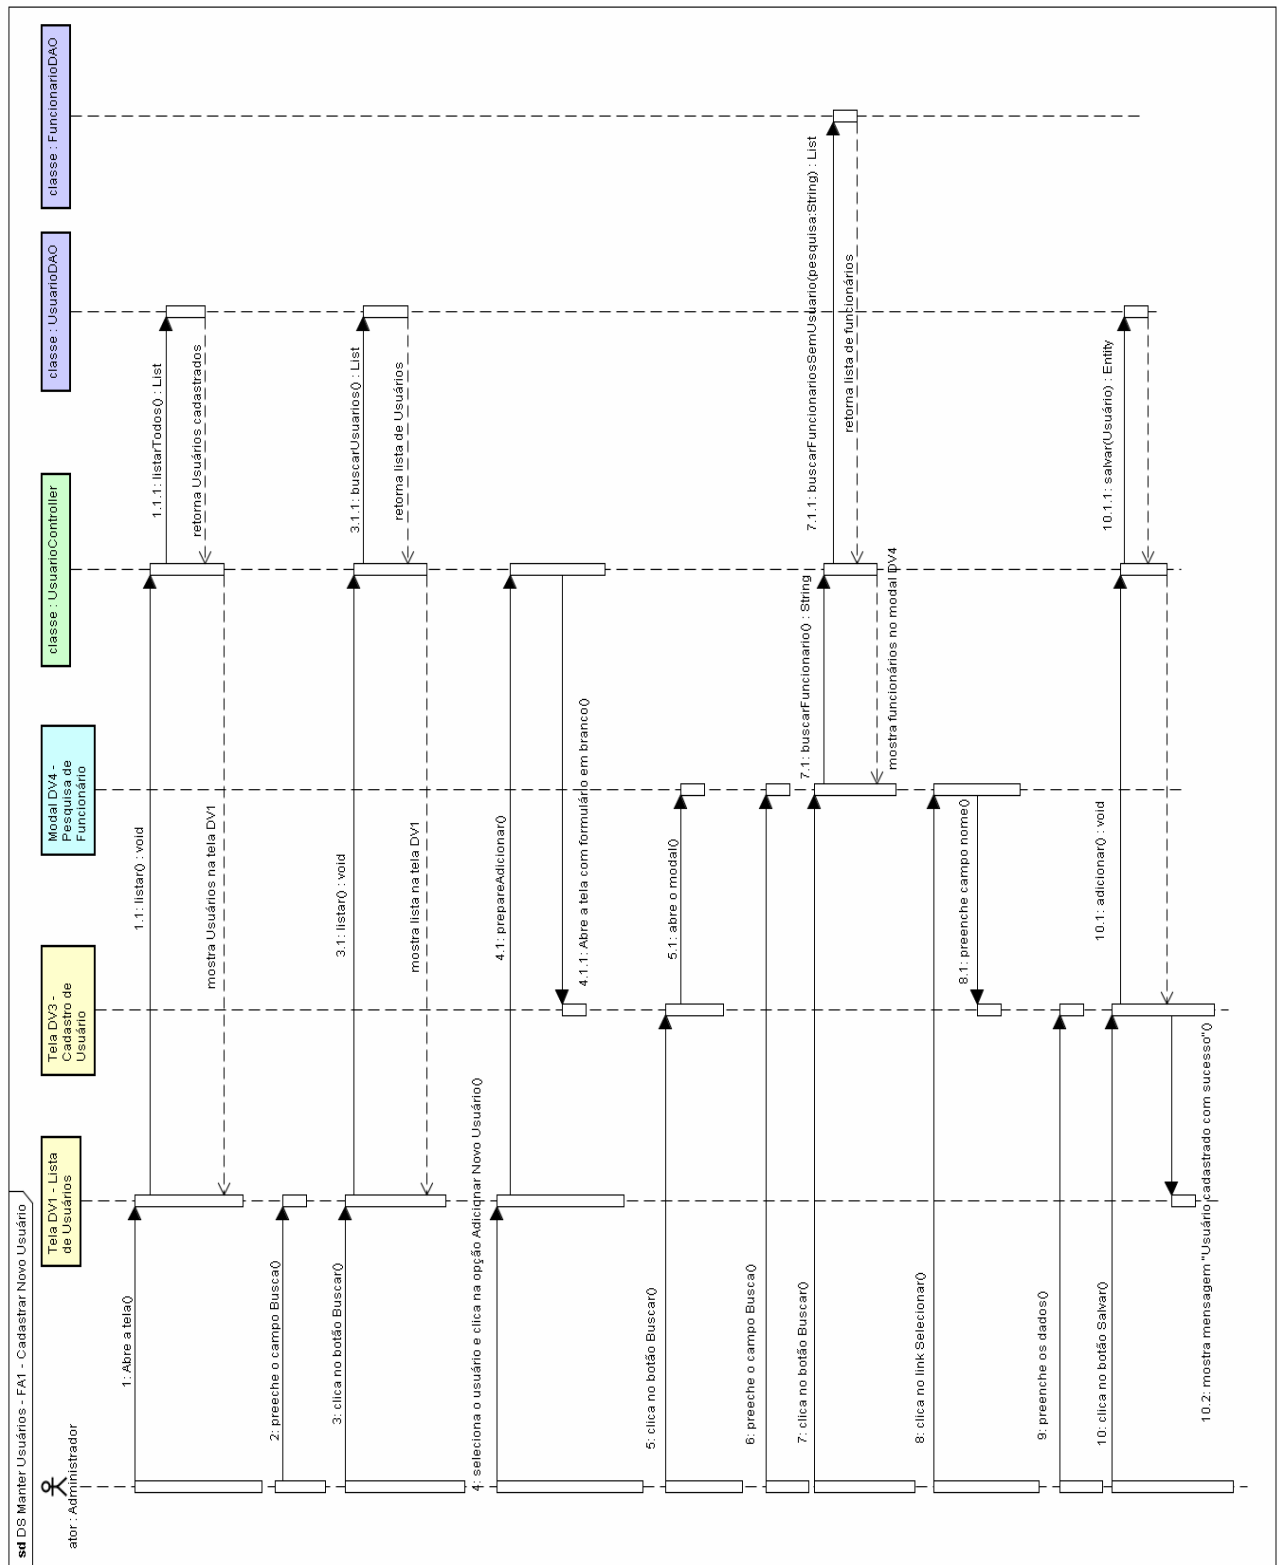 sd DS Manter Usuários - FA1 - Cadastrar Novo Usuário
ator : Administrador
Tela DV1 - Lista
de Usuários
Tela DV3 -
Cadastro de
Usuário
Modal DV4 -
Pesquisa de
Funcionário
classe : UsuarioController
classe : UsuarioDAO
classe : FuncionarioDAO
1: Abre a tela()
1.1: listar() : void
1.1.1: listarTodos() : List
retorna Usuários cadastrados
mostra Usuários na tela DV1
2: preeche o campo Busca()
3: clica no botão Buscar()
3.1: listar() : void
3.1.1: buscarUsuarios() : List
retorna lista de Usuários
mostra lista na tela DV1
4: seleciona o usuário e clica na opção Adicionar Novo Usuário()
4.1: prepareAdicionar()
4.1.1: Abre a tela com formulário em branco()
5: clica no botão Buscar()
5.1: abre o modal()
6: preeche o campo Busca()
7: clica no botão Buscar()
7.1: buscarFuncionario() : String
7.1.1: buscarFuncionariosSemUsuario(pesquisa:String) : List
retorna lista de funcionários
mostra funcionários no modal DV4
8: clica no link Selecionar()
8.1: preenche campo nome()
9: preenche os dados()
10: clica no botão Salvar()
10.1: adicionar() : void
10.1.1: salvar(Usuário) : Entity
10.2: mostra mensagem "Usuário cadastrado com sucesso"()